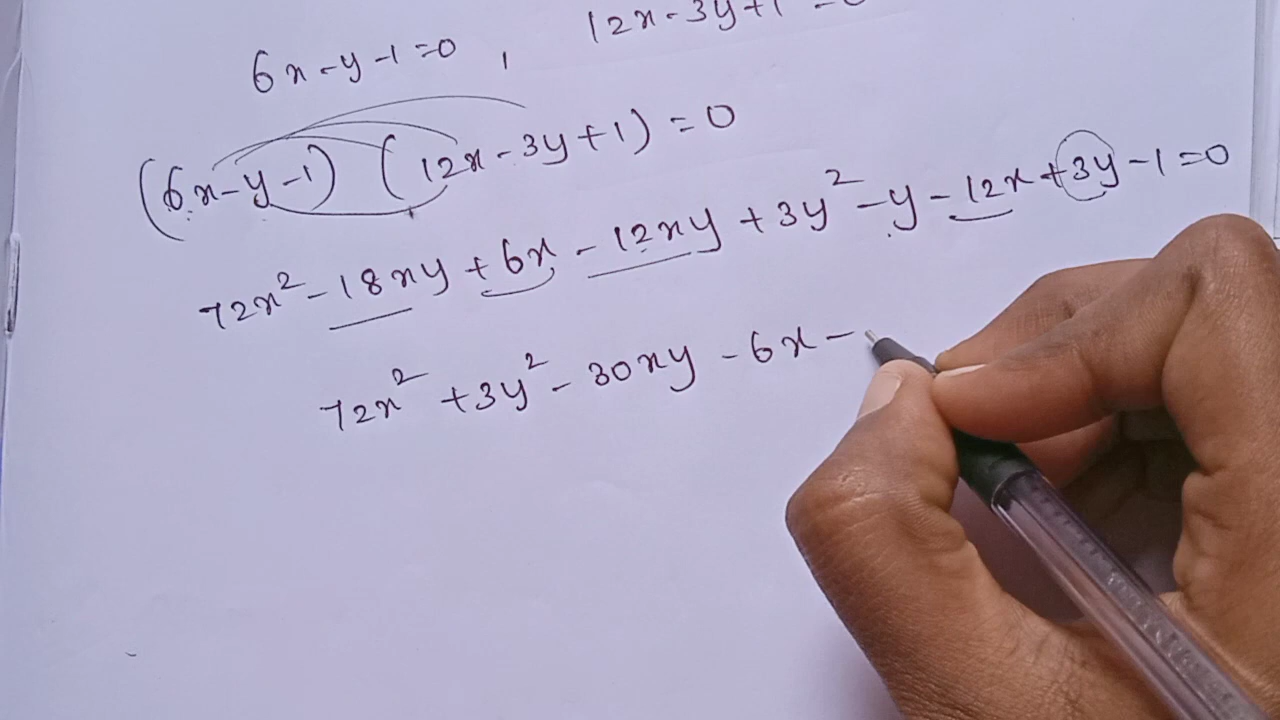 6x-y-1=0 , 12x-3y+1=0
(6x-y-1) (12x-3y+1)=0
72x²-18xy+6x-12xy+3y²-y-12x+3y-1=0
72x²+3y²-30xy-6x-